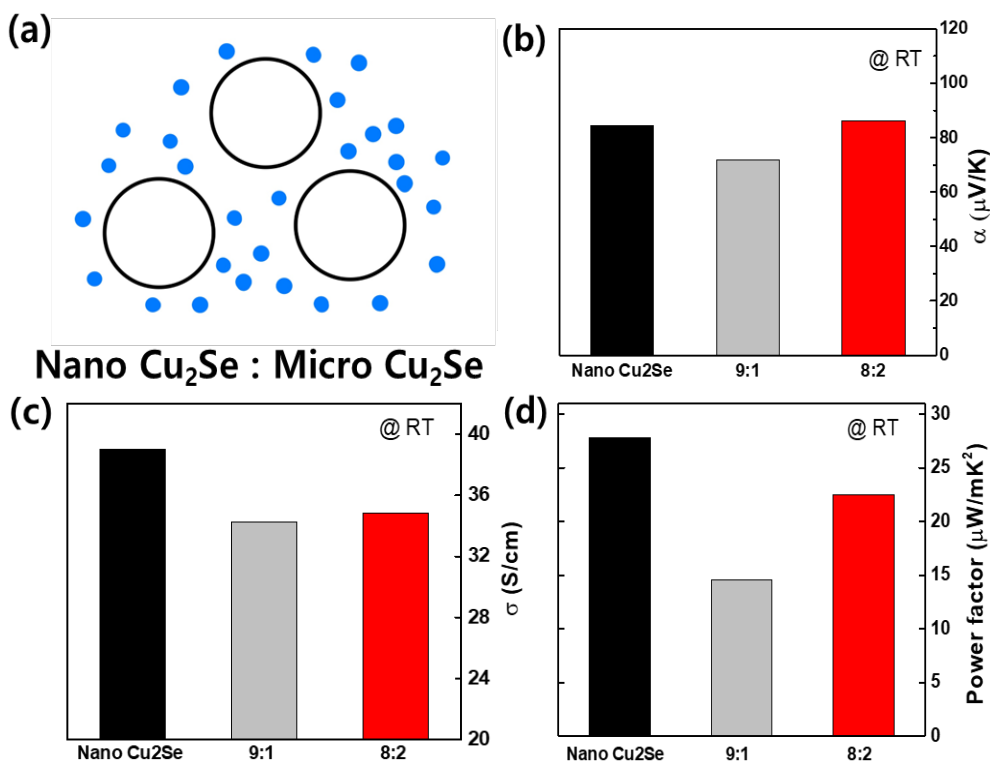 (a)
Nano Cu₂Se : Micro Cu₂Se
(b)
@ RT
120
100
80
60
40
20
0
α (μV/K)
Nano Cu2Se 9:1 8:2
(c)
@ RT
40
36
32
28
24
20
σ (S/cm)
Nano Cu2Se 9:1 8:2
(d)
@ RT
30
25
20
15
10
5
0
Power factor (μW/mK²)
Nano Cu2Se 9:1 8:2